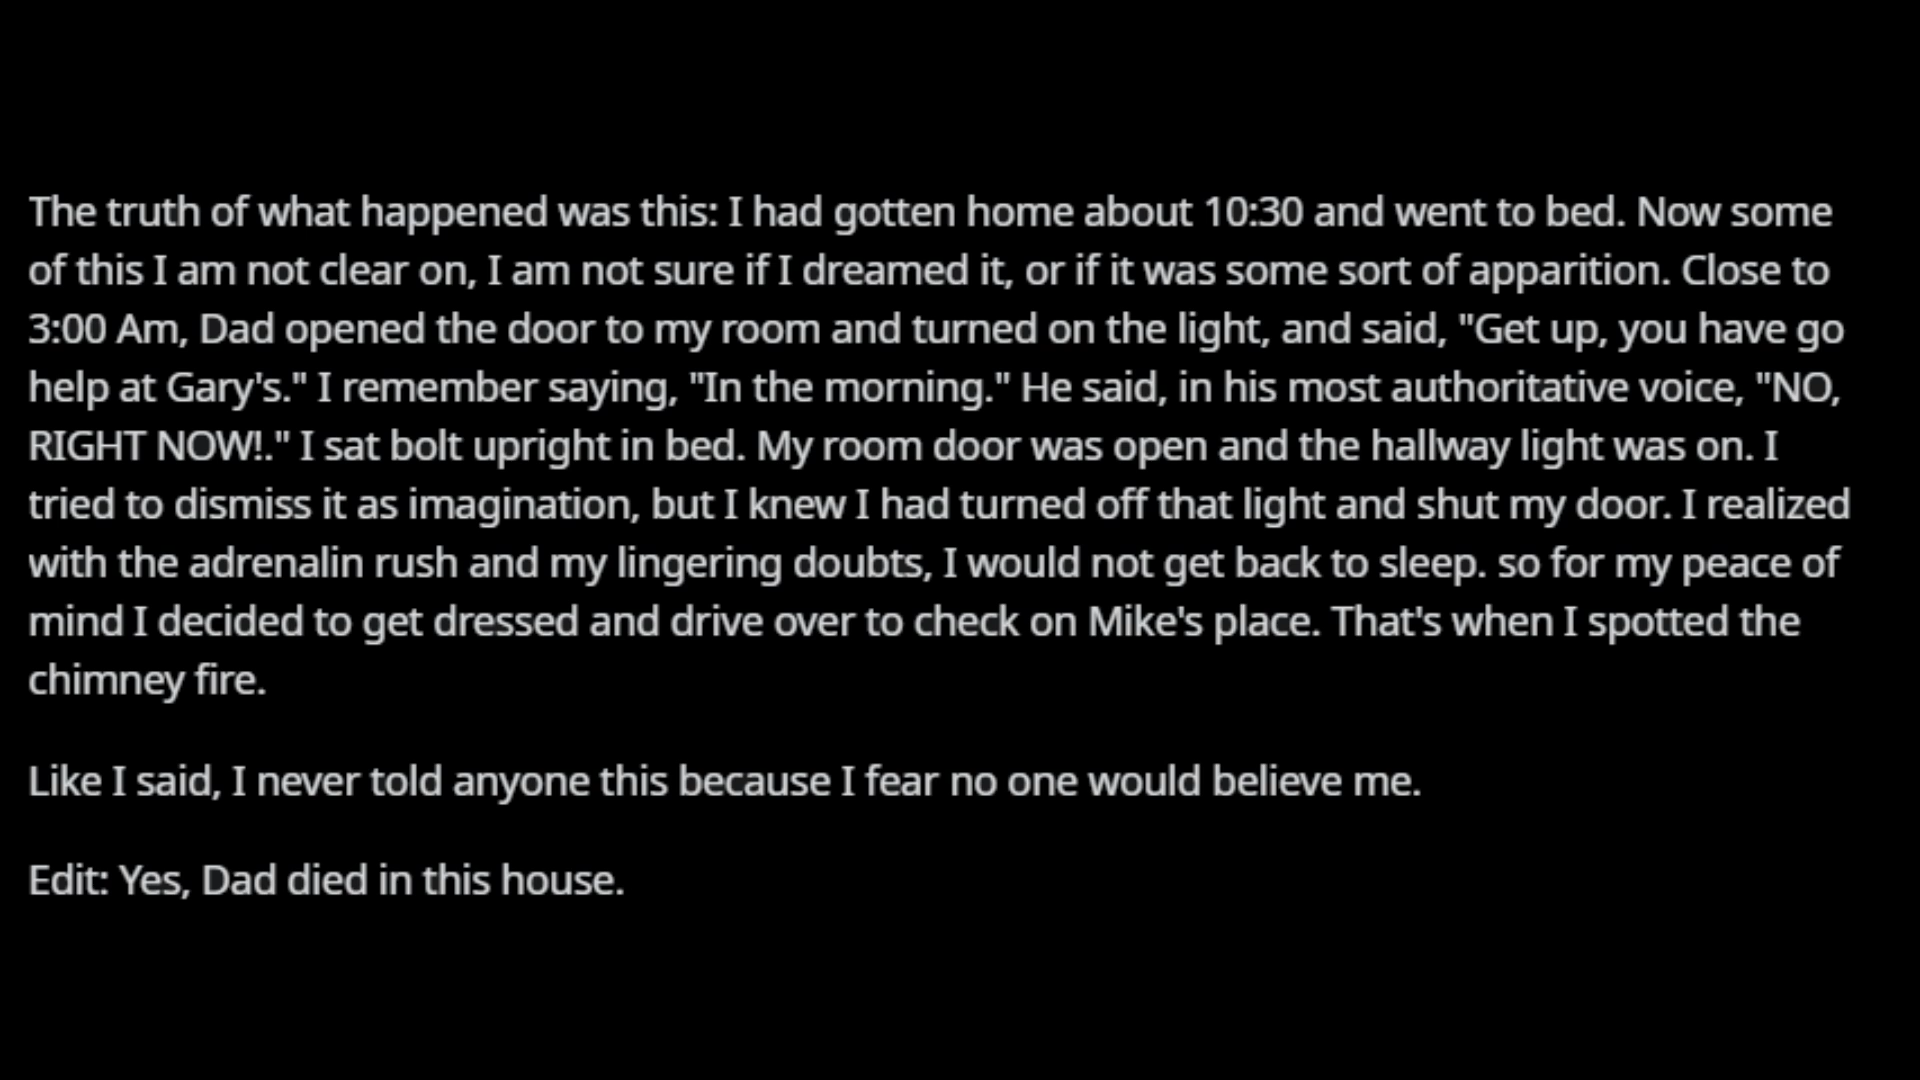 The truth of what happened was this: I had gotten home about 10:30 and went to bed. Now some
of this I am not clear on, I am not sure if I dreamed it, or if it was some sort of apparition. Close to
3:00 Am, Dad opened the door to my room and turned on the light, and said, "Get up, you have go
help at Gary's." I remember saying, "In the morning." He said, in his most authoritative voice, "NO,
RIGHT NOW!." I sat bolt upright in bed. My room door was open and the hallway light was on. I
tried to dismiss it as imagination, but I knew I had turned off that light and shut my door. I realized
with the adrenalin rush and my lingering doubts, I would not get back to sleep. so for my peace of
mind I decided to get dressed and drive over to check on Mike's place. That's when I spotted the
chimney fire.
Like I said, I never told anyone this because I fear no one would believe me.
Edit: Yes, Dad died in this house.